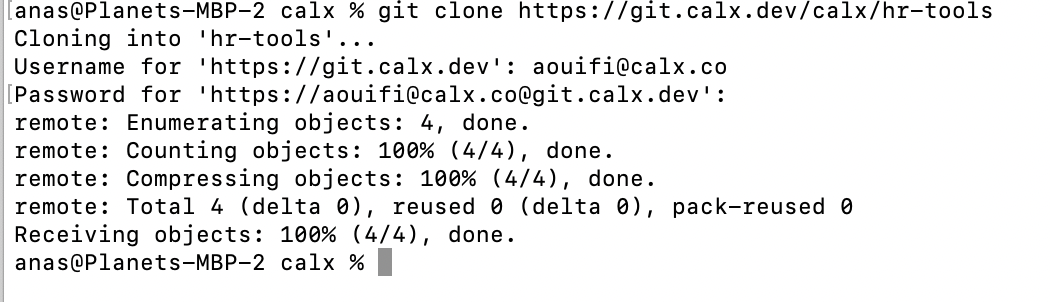 [anas@Planets-MBP-2 calx % git clone https://git.calx.dev/calx/hr-tools
Cloning into 'hr-tools'...
Username for 'https://git.calx.dev': aouifi@calx.co
[Password for 'https://aouifi@calx.co@git.calx.dev':
remote: Enumerating objects: 4, done.
remote: Counting objects: 100% (4/4), done.
remote: Compressing objects: 100% (4/4), done.
remote: Total 4 (delta 0), reused 0 (delta 0), pack-reused 0
Receiving objects: 100% (4/4), done.
anas@Planets-MBP-2 calx %